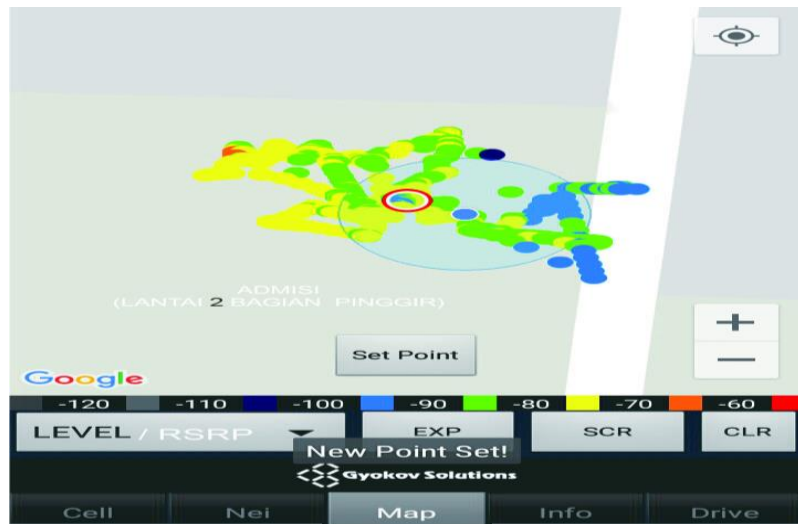 ADMISI
(LANTAI 2 BAGIAN PINGGIR)
Set Point
Google
-120 -110 -100 -90 -80 -70 -60
LEVEL / RSRP EXP SCR CLR
New Point Set!
Gyokov Solutions
Cell Nei Map Info Drive